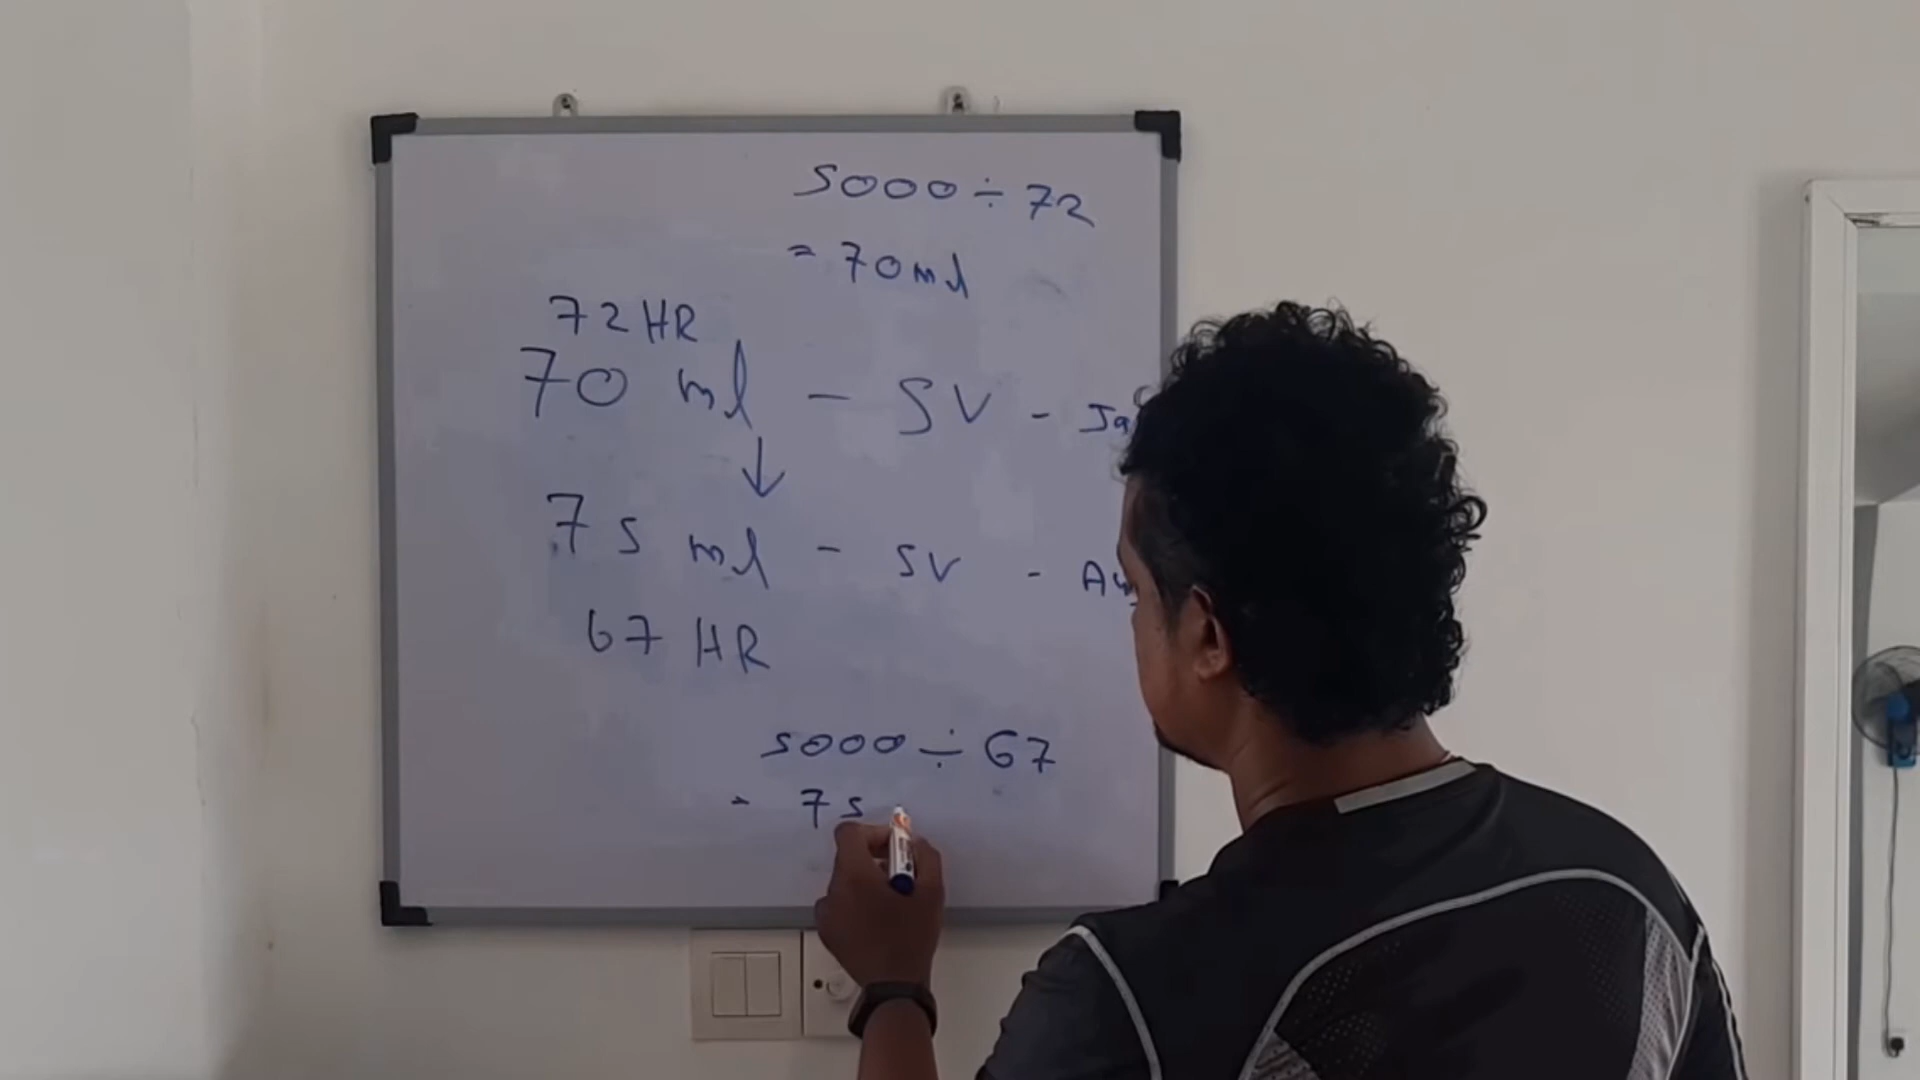 5000 ÷ 72
= 70ml
72 HR
70 ml - SV -
↓
75 ml - SV -
67 HR
5000 ÷ 67
= 75